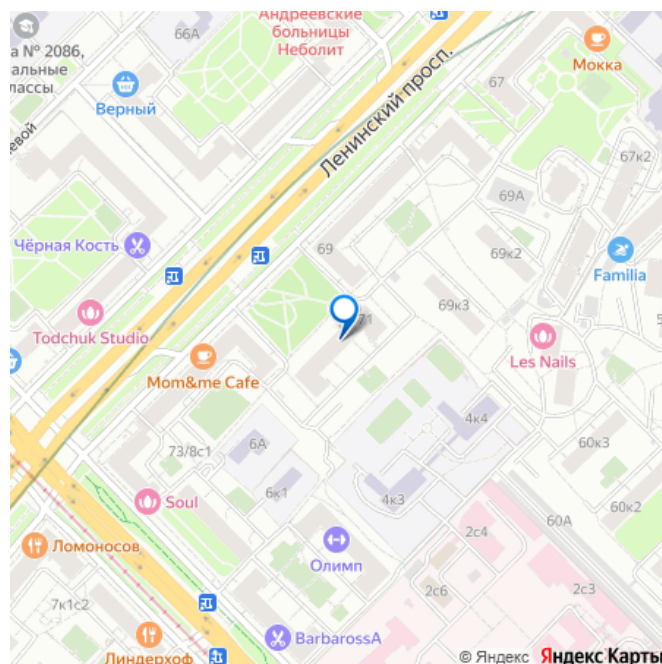 Андреевские
больницы
Неболит
66А
а № 2086,
альные
лассы
Верный
Мокка
67
евой
Ленинский просп.
67к2
69А
69
69к2
Чёрная Кость
Familia
69к3
71
Todchuk Studio
Les Nails
Mom&me Cafe
4к4
73/8с1
6А
60к3
6к1
4к3
Soul
60А
60к2
2с4
Ломоносов
Олимп
2с6
2с3
7к1с2
BarbarossA
Линдерхоф
© Яндекс Яндекс Карты